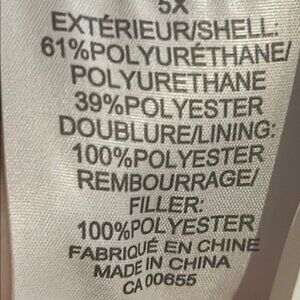 5X
EXTÉRIEUR/SHELL:
61%POLYURÉTHANE/
POLYURETHANE
39%POLYESTER
DOUBLURE/LINING:
100%POLYESTER
REMBOURRAGE/
FILLER:
100%POLYESTER
FABRIQUÉ EN CHINE
MADE IN CHINA
CA 00655